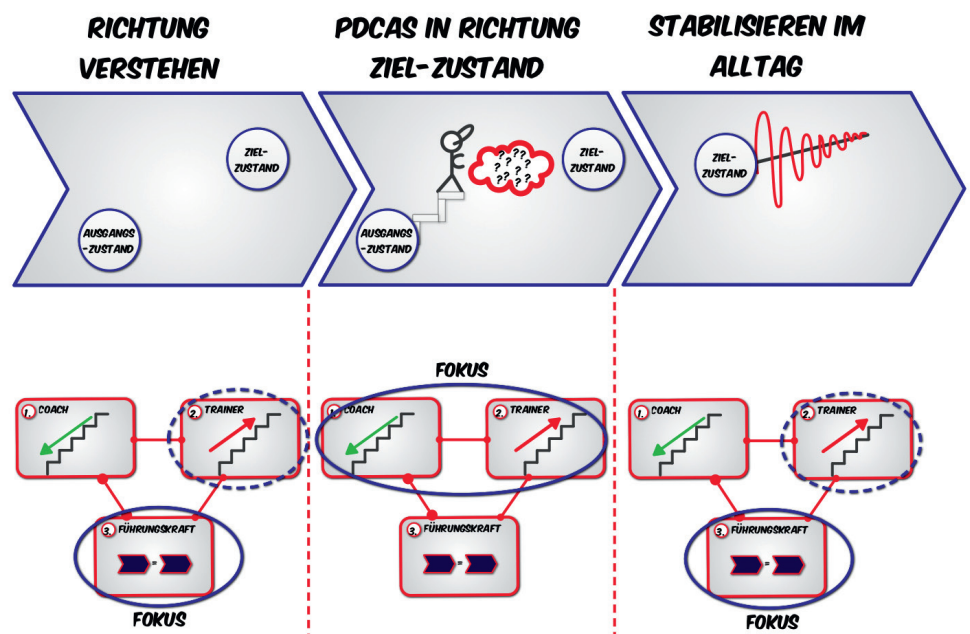 RICHTUNG
VERSTEHEN
PDCAS IN RICHTUNG
ZIEL-ZUSTAND
STABILISIEREN IM
ALLTAG
ZIEL-
ZUSTAND
AUSGANGS
-ZUSTAND
? ? ? ? ? ? ? ? ? ? ?
ZIEL-
ZUSTAND
AUSGANGS
-ZUSTAND
ZIEL-
ZUSTAND
1. COACH
2. TRAINER
3. FÜHRUNGSKRAFT
=
FOKUS
FOKUS
1. COACH
2. TRAINER
3. FÜHRUNGSKRAFT
=
1. COACH
2. TRAINER
3. FÜHRUNGSKRAFT
=
FOKUS